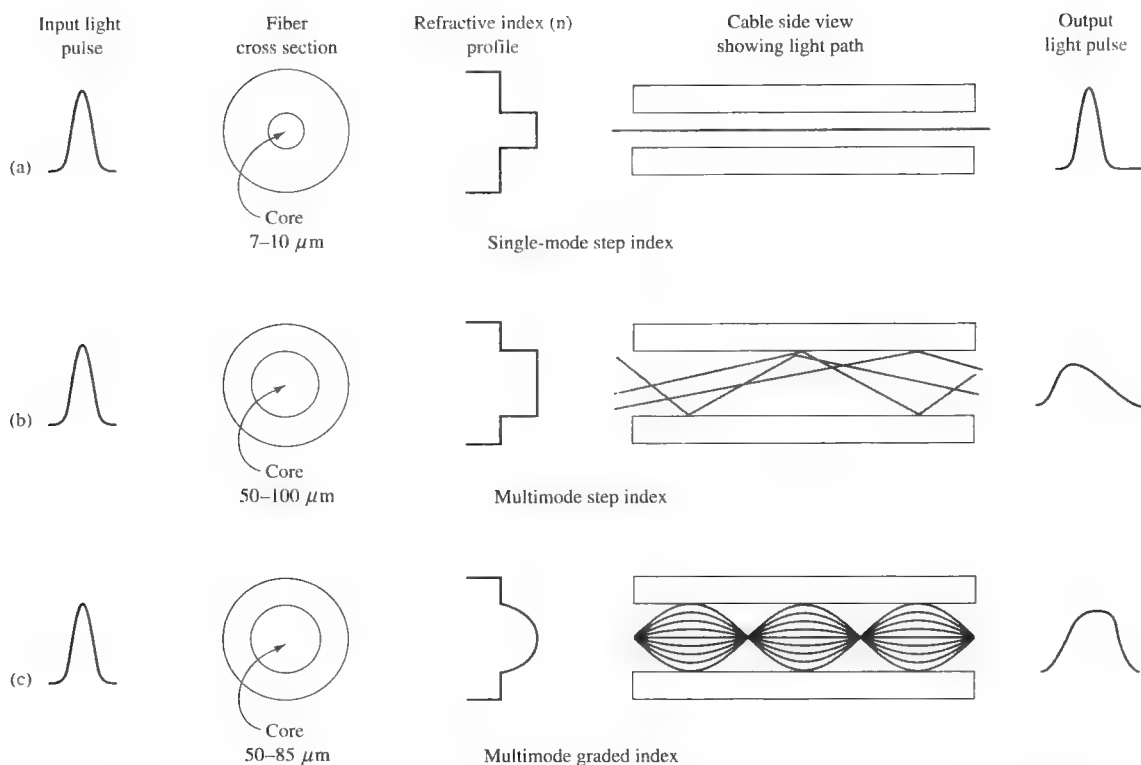 Input light
pulse
Fiber
cross section
Refractive index (n)
profile
Cable side view
showing light path
Output
light pulse
(a)
Core
7–10 μm
Single-mode step index
(b)
Core
50–100 μm
Multimode step index
(c)
Core
50–85 μm
Multimode graded index